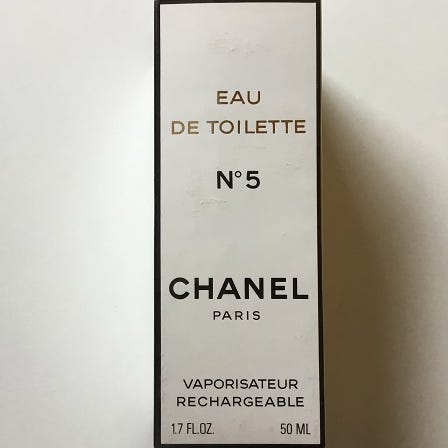 EAU
DE TOILETTE
N°5
CHANEL
PARIS
VAPORISATEUR
RECHARGEABLE
1.7 FL.OZ. 50 ML